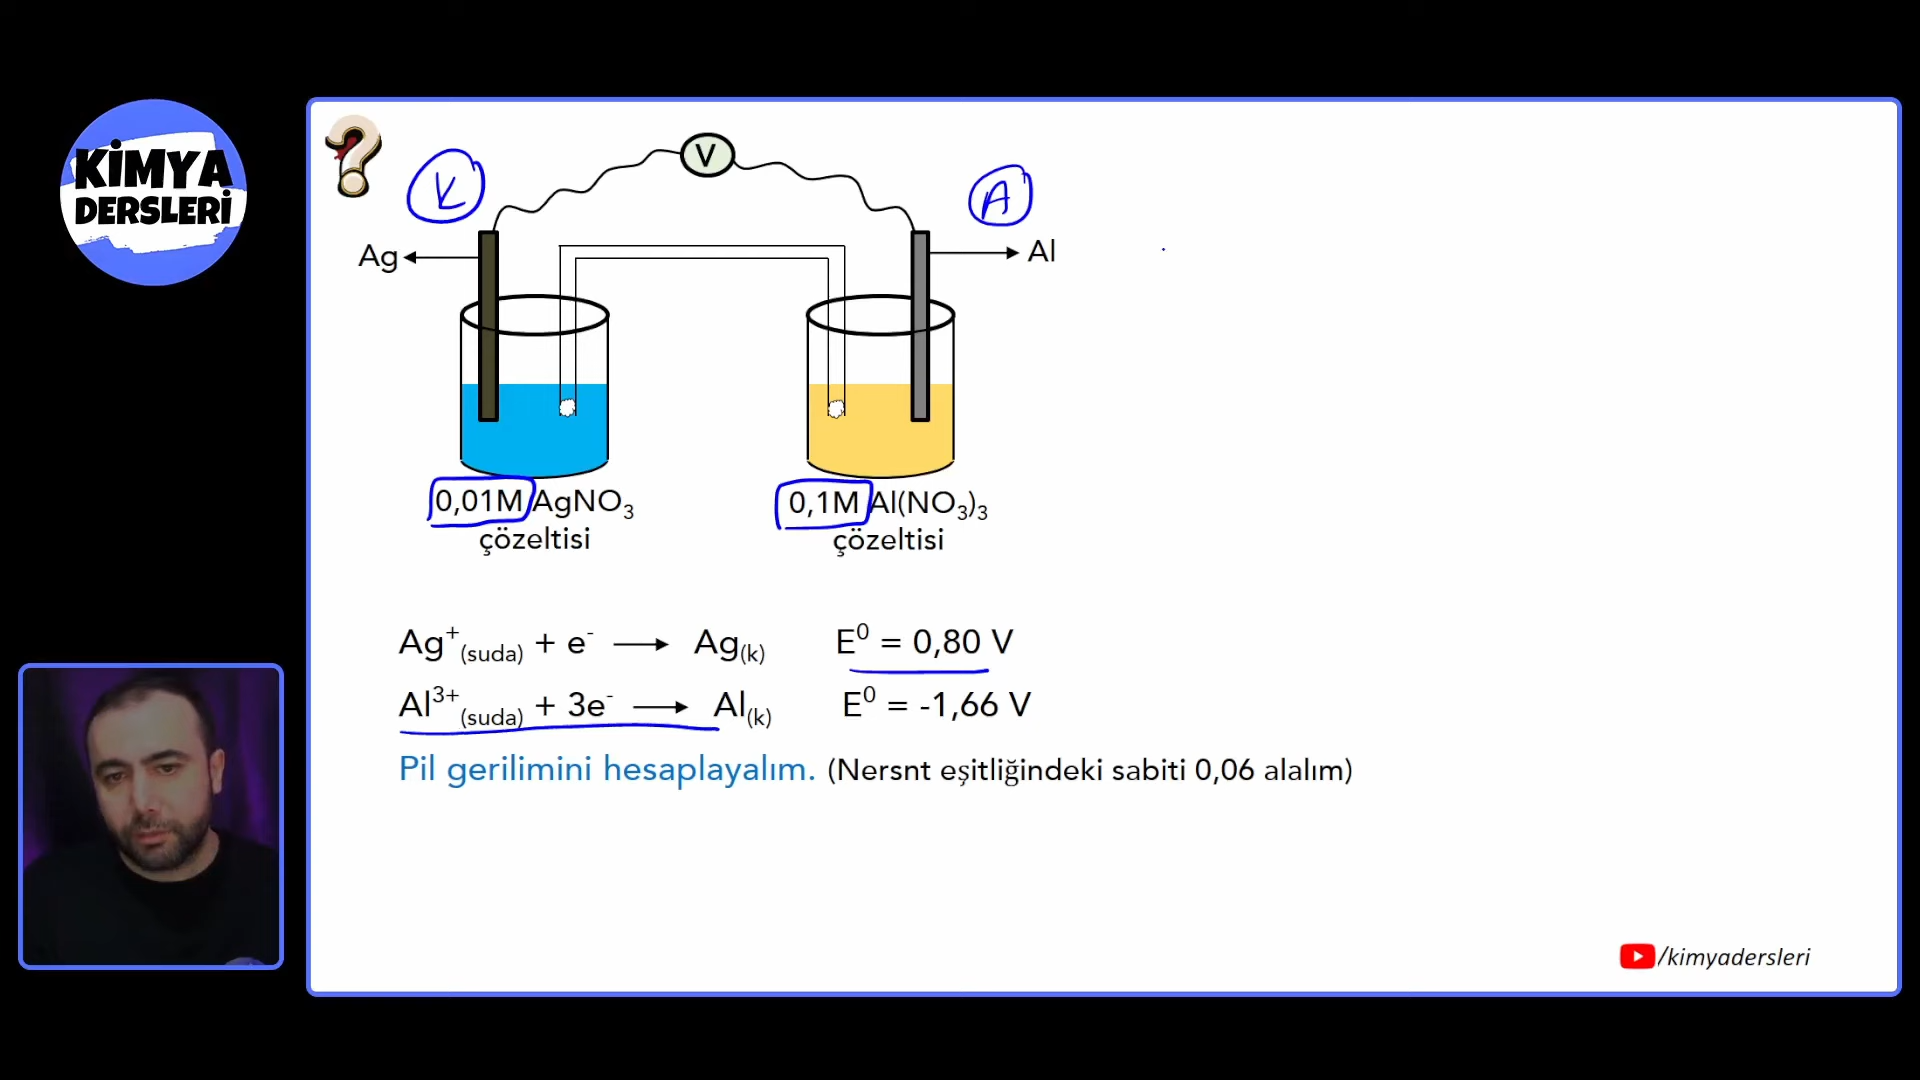 KİMYA
DERSLERİ
?
K
V
A
Ag
Al
0,01M AgNO₃
çözeltisi
0,1M Al(NO₃)₃
çözeltisi
Ag⁺(suda) + e⁻ → Ag(k) E⁰ = 0,80 V
Al³⁺(suda) + 3e⁻ → Al(k) E⁰ = -1,66 V
Pil gerilimini hesaplayalım. (Nersnt eşitliğindeki sabiti 0,06 alalım)
/kimyadersleri